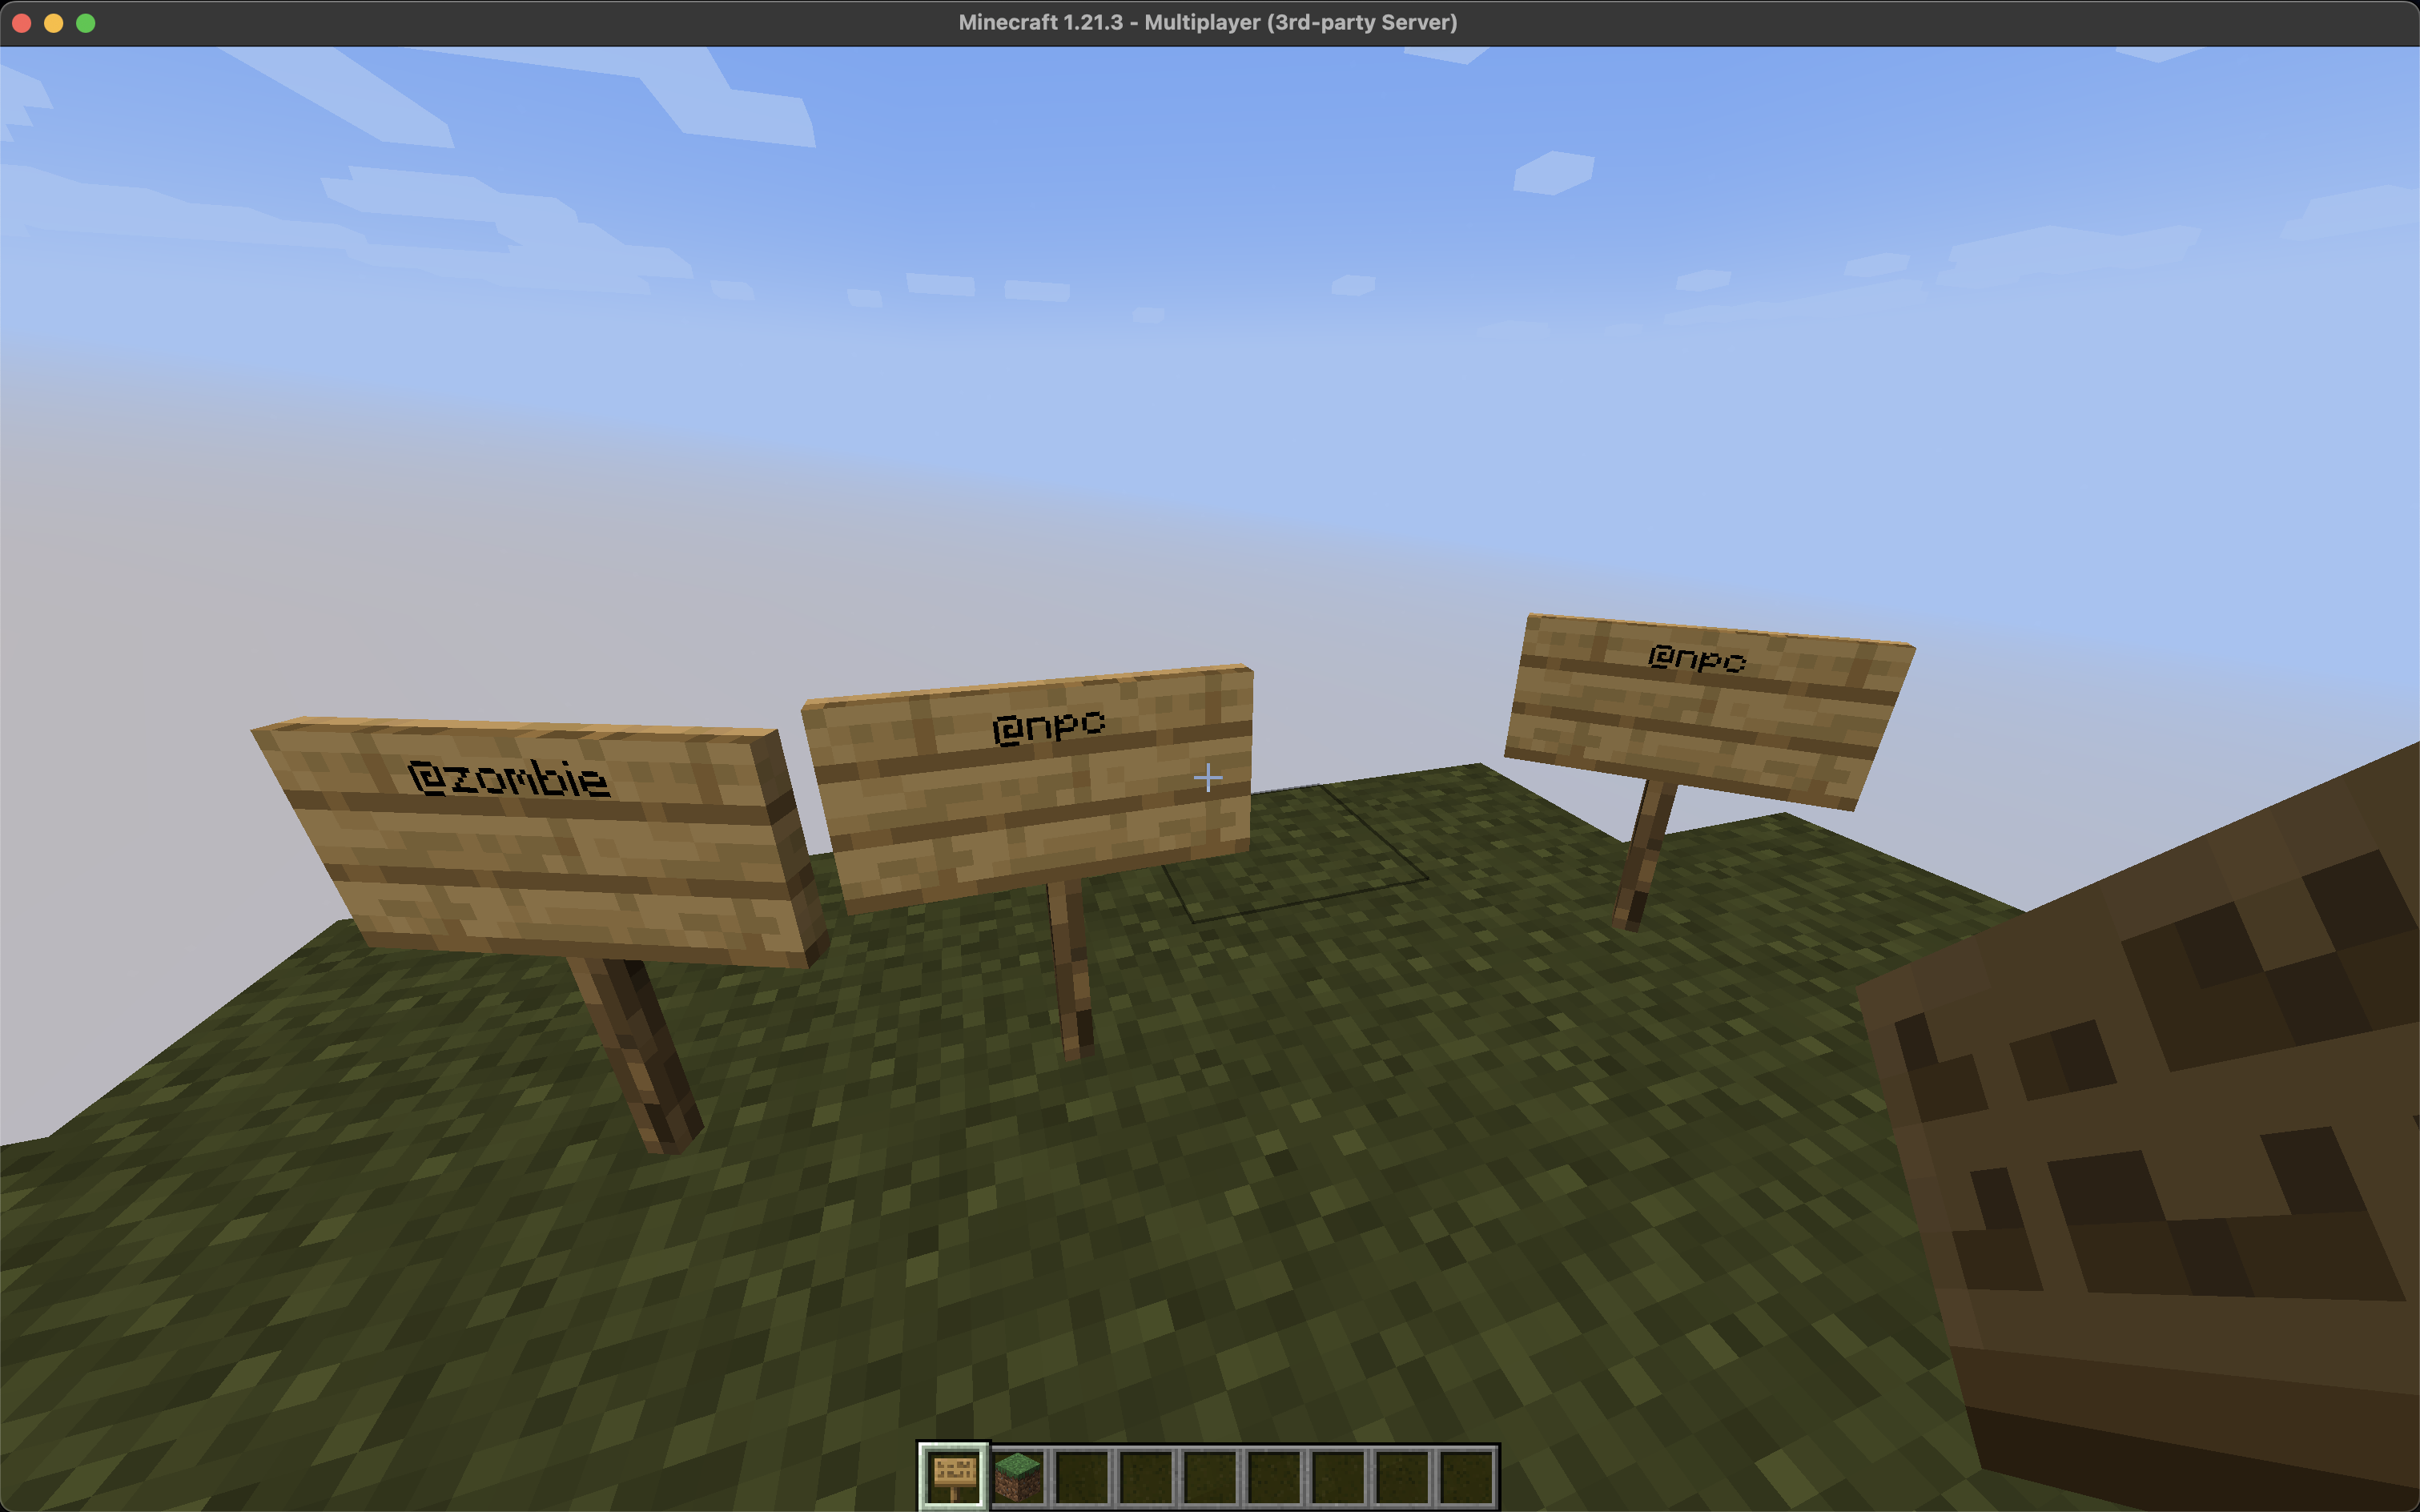 Minecraft 1.21.3 - Multiplayer (3rd-party Server)
@zombie
@npc
@npc